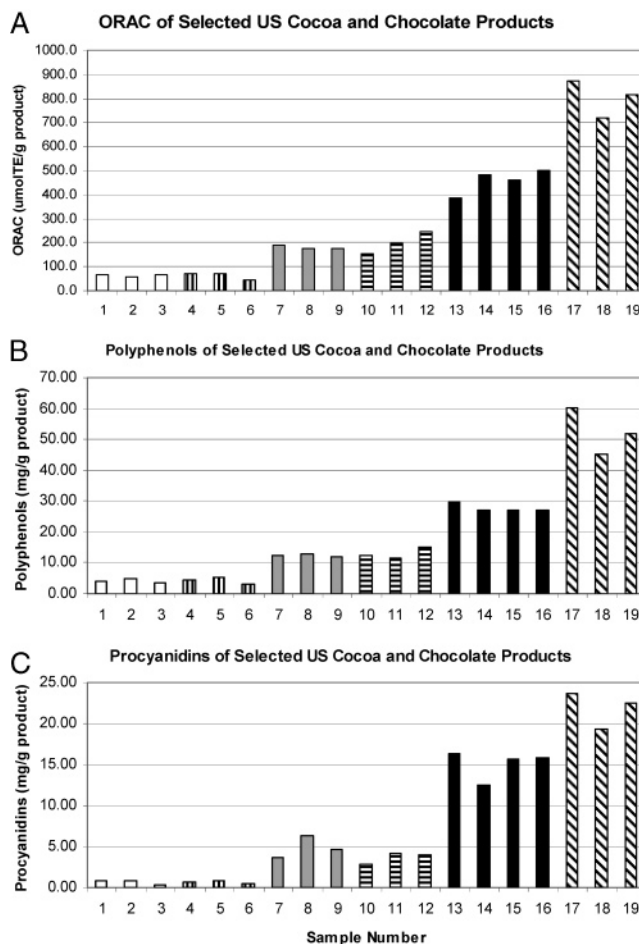 A
ORAC of Selected US Cocoa and Chocolate Products
ORAC (umolTE/g product)
1000.0
900.0
800.0
700.0
600.0
500.0
400.0
300.0
200.0
100.0
0.0
1 2 3 4 5 6 7 8 9 10 11 12 13 14 15 16 17 18 19
B
Polyphenols of Selected US Cocoa and Chocolate Products
Polyphenols (mg/g product)
70.00
60.00
50.00
40.00
30.00
20.00
10.00
0.00
1 2 3 4 5 6 7 8 9 10 11 12 13 14 15 16 17 18 19
C
Procyanidins of Selected US Cocoa and Chocolate Products
Procyanidins (mg/g product)
25.00
20.00
15.00
10.00
5.00
0.00
1 2 3 4 5 6 7 8 9 10 11 12 13 14 15 16 17 18 19
Sample Number